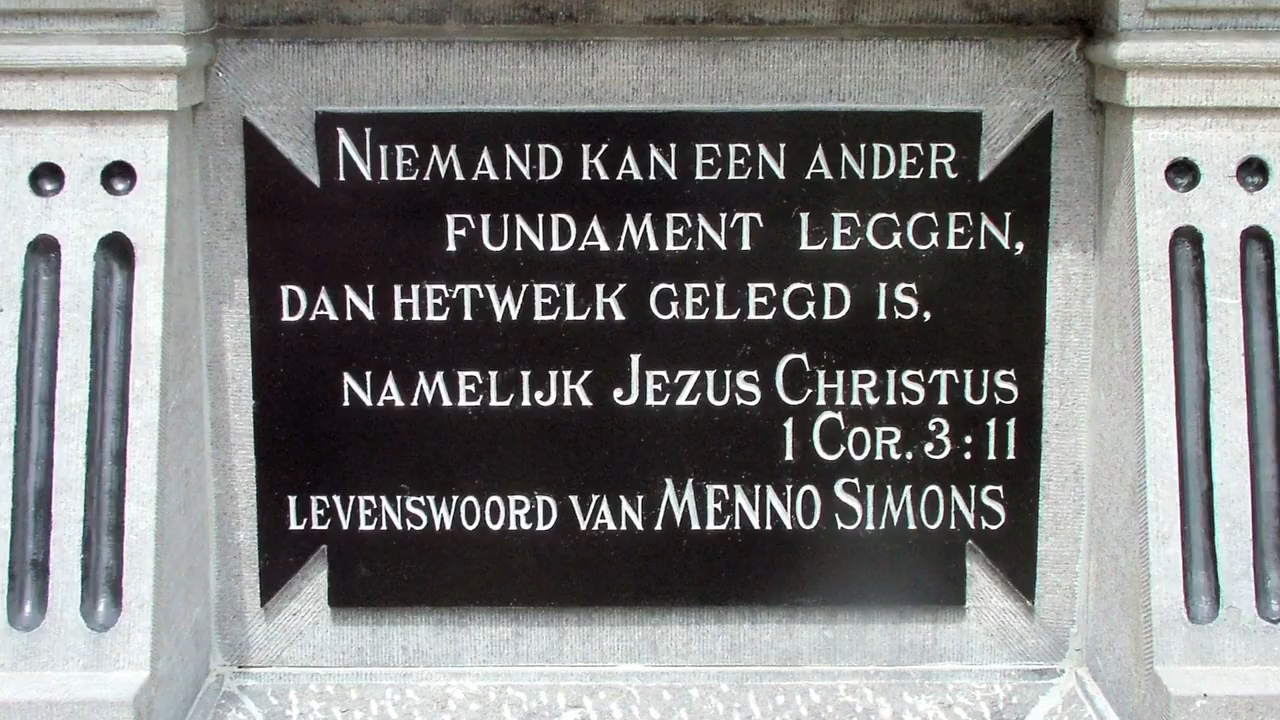 Niemand kan een ander
fundament leggen,
dan hetwelk gelegd is,
namelijk Jezus Christus
1 Cor. 3:11
levenswoord van Menno Simons